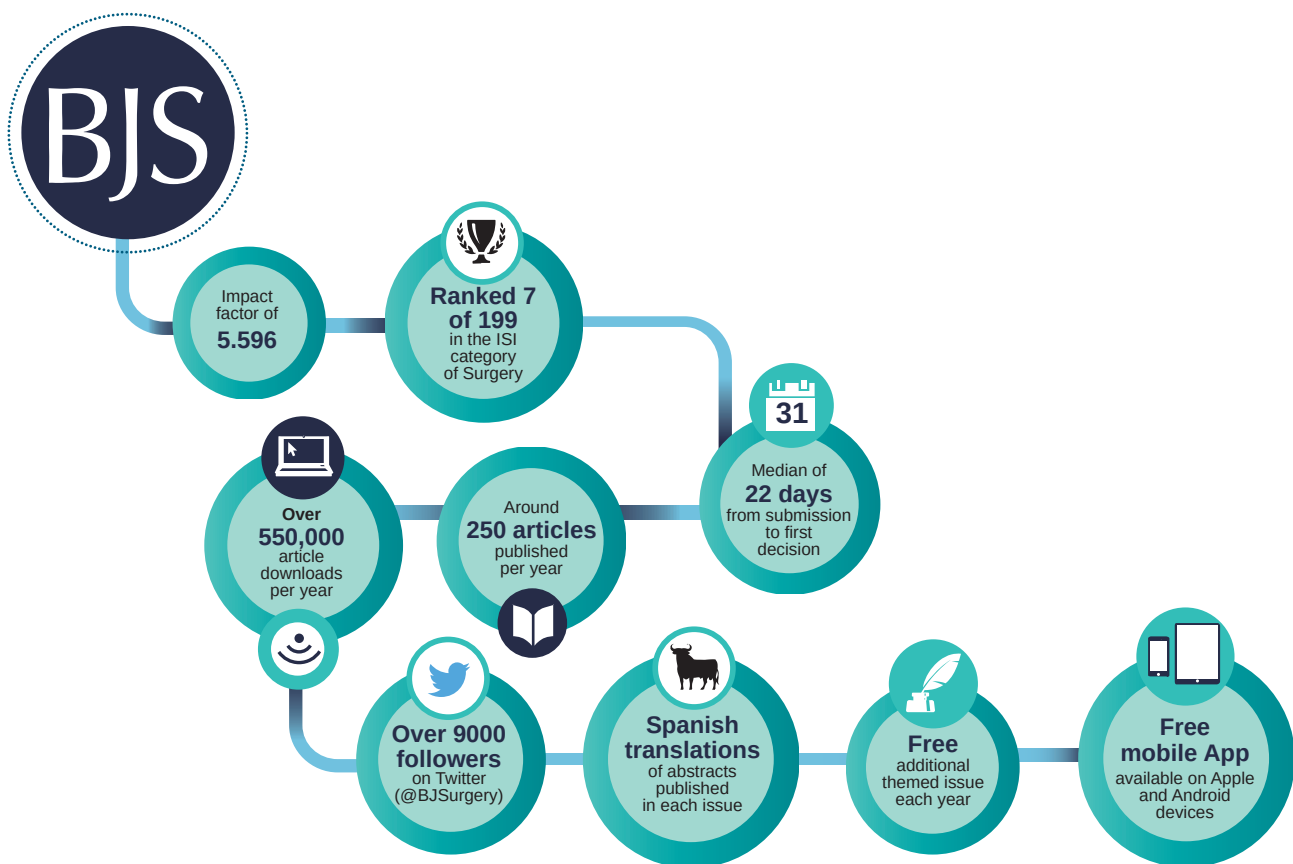 BJS
Impact
factor of
5.596
Ranked 7
of 199
in the ISI
category
of Surgery
31
Median of
22 days
from submission
to first
decision
Around
250 articles
published
per year
Over
550,000
article
downloads
per year
Over 9000
followers
on Twitter
(@BJSurgery)
Spanish
translations
of abstracts
published
in each issue
Free
additional
themed issue
each year
Free
mobile App
available on Apple
and Android
devices